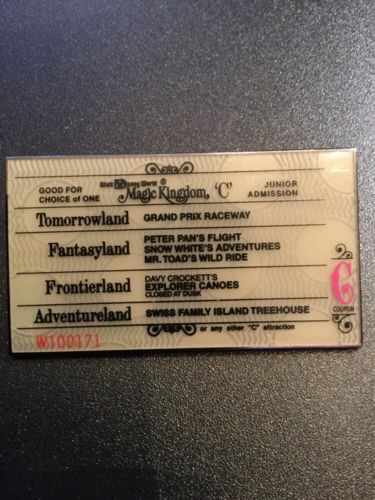 Walt Disney World ®
GOOD FOR CHOICE of ONE
Magic Kingdom, 'C'
JUNIOR ADMISSION
Tomorrowland GRAND PRIX RACEWAY
Fantasyland PETER PAN'S FLIGHT
SNOW WHITE'S ADVENTURES
MR. TOAD'S WILD RIDE
Frontierland DAVY CROCKETT'S
EXPLORER CANOES
CLOSED AT DUSK
C
COUPON
Adventureland SWISS FAMILY ISLAND TREEHOUSE
or any other "C" attraction
W100171